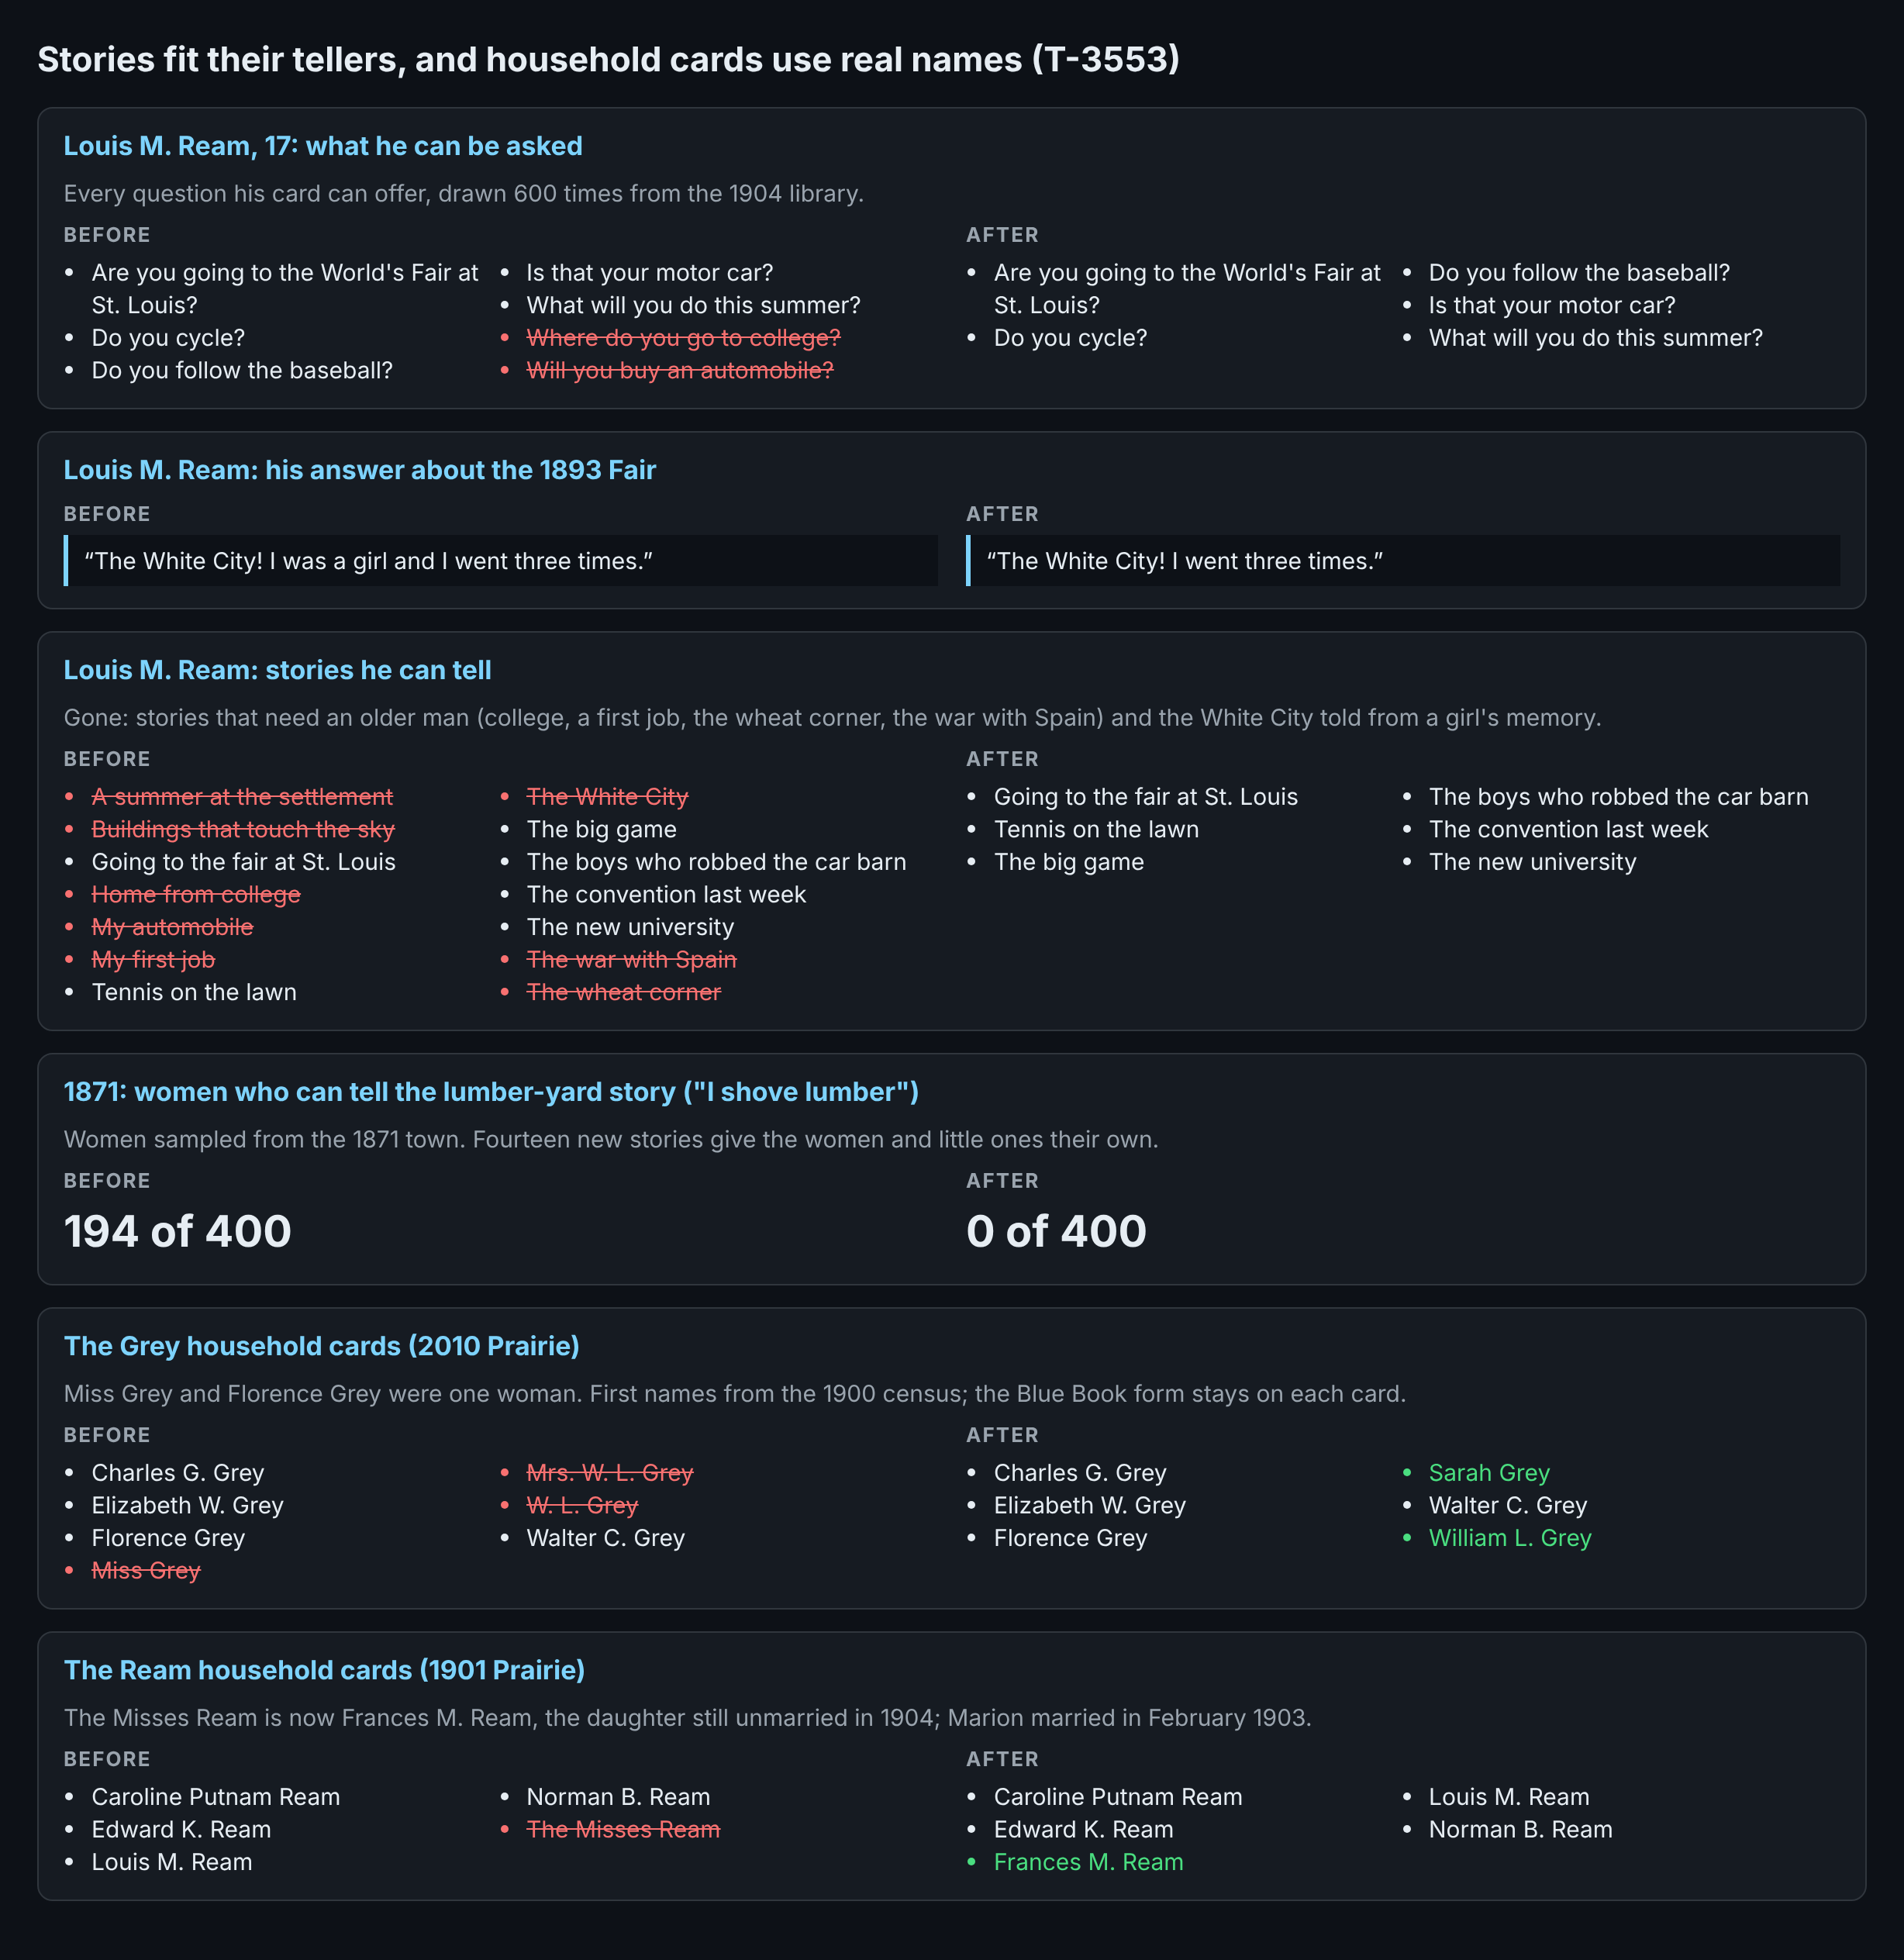 Stories fit their tellers, and household cards use real names (T-3553)
Louis M. Ream, 17: what he can be asked
Every question his card can offer, drawn 600 times from the 1904 library.
BEFORE
Are you going to the World's Fair at
St. Louis?
Do you cycle?
Do you follow the baseball?
Is that your motor car?
What will you do this summer?
Where do you go to college?
Will you buy an automobile?
AFTER
Are you going to the World's Fair at
St. Louis?
Do you cycle?
Do you follow the baseball?
Is that your motor car?
What will you do this summer?
Louis M. Ream: his answer about the 1893 Fair
BEFORE
“The White City! I was a girl and I went three times.”
AFTER
“The White City! I went three times.”
Louis M. Ream: stories he can tell
Gone: stories that need an older man (college, a first job, the wheat corner, the war with Spain) and the White City told from a girl's memory.
BEFORE
A summer at the settlement
Buildings that touch the sky
Going to the fair at St. Louis
Home from college
My automobile
My first job
Tennis on the lawn
The White City
The big game
The boys who robbed the car barn
The convention last week
The new university
The war with Spain
The wheat corner
AFTER
Going to the fair at St. Louis
Tennis on the lawn
The big game
The boys who robbed the car barn
The convention last week
The new university
1871: women who can tell the lumber-yard story ("I shove lumber")
Women sampled from the 1871 town. Fourteen new stories give the women and little ones their own.
BEFORE
194 of 400
AFTER
0 of 400
The Grey household cards (2010 Prairie)
Miss Grey and Florence Grey were one woman. First names from the 1900 census; the Blue Book form stays on each card.
BEFORE
Charles G. Grey
Elizabeth W. Grey
Florence Grey
Miss Grey
Mrs. W. L. Grey
W. L. Grey
Walter C. Grey
AFTER
Charles G. Grey
Elizabeth W. Grey
Florence Grey
Sarah Grey
Walter C. Grey
William L. Grey
The Ream household cards (1901 Prairie)
The Misses Ream is now Frances M. Ream, the daughter still unmarried in 1904; Marion married in February 1903.
BEFORE
Caroline Putnam Ream
Edward K. Ream
Louis M. Ream
Norman B. Ream
The Misses Ream
AFTER
Caroline Putnam Ream
Edward K. Ream
Frances M. Ream
Louis M. Ream
Norman B. Ream